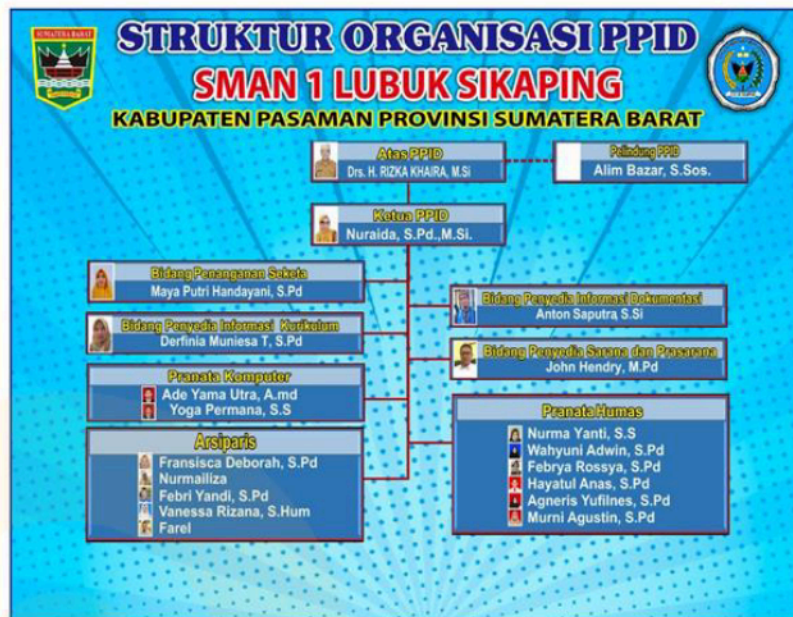 SUMATERA BARAT
STRUKTUR ORGANISASI PPID
SMAN 1 LUBUK SIKAPING
KABUPATEN PASAMAN PROVINSI SUMATERA BARAT
Atas PPID
Drs. H. RIZKA KHAIRA, M.Si
Pelindung PPID
Alim Bazar, S.Sos.
Ketua PPID
Nuraida, S.Pd.,M.Si.
Bidang Penanganan Seketa
Maya Putri Handayani, S.Pd
Bidang Penyedia Informasi Dokumentasi
Anton Saputra, S.Si
Bidang Penyedia Informasi Kurikulum
Derfinia Muniesa T, S.Pd
Bidang Penyedia Sarana dan Prasarana
John Hendry, M.Pd
Pranata Komputer
Ade Yama Utra, A.md
Yoga Permana, S.S
Pranata Humas
Nurma Yanti, S.S
Wahyuni Adwin, S.Pd
Febrya Rossya, S.Pd
Hayatul Anas, S.Pd
Agneris Yufilnes, S.Pd
Murni Agustin, S.Pd
Arsiparis
Fransisca Deborah, S.Pd
Nurmailiza
Febri Yandi, S.Pd
Vanessa Rizana, S.Hum
Farel